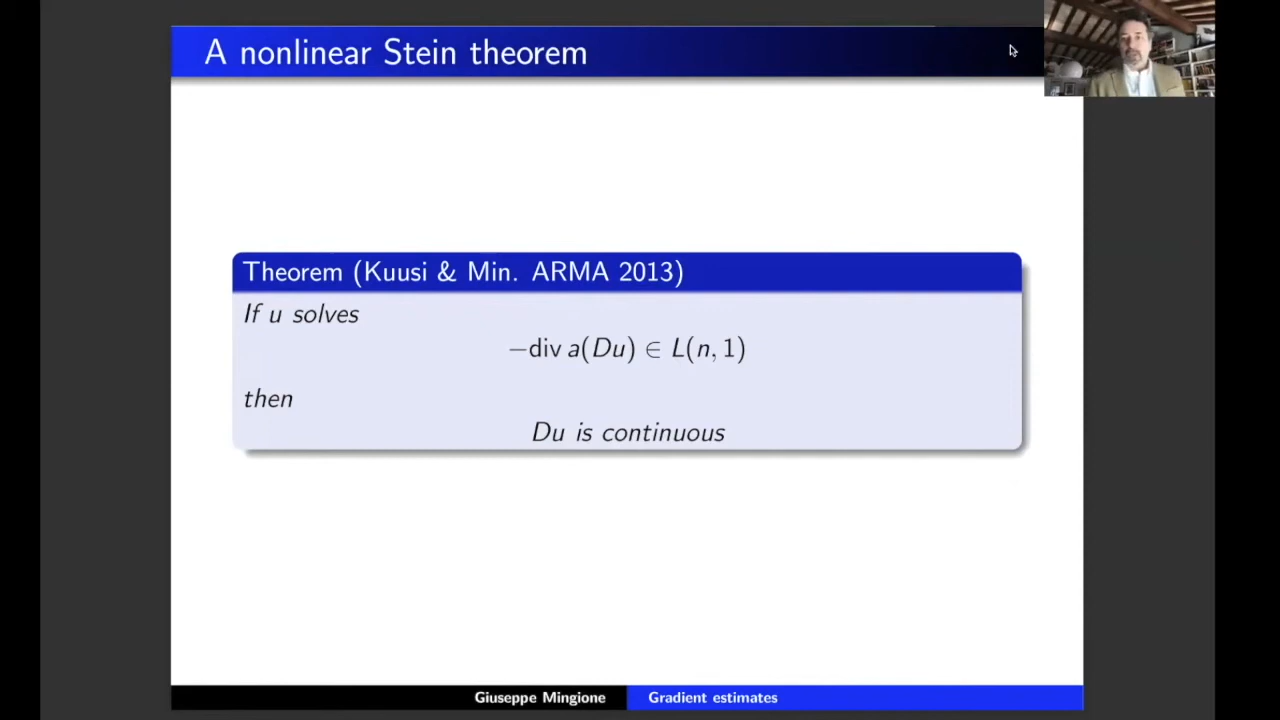 A nonlinear Stein theorem
Theorem (Kuusi & Min. ARMA 2013)
If u solves
−div a(Du) ∈ L(n, 1)
then
Du is continuous
Giuseppe Mingione
Gradient estimates